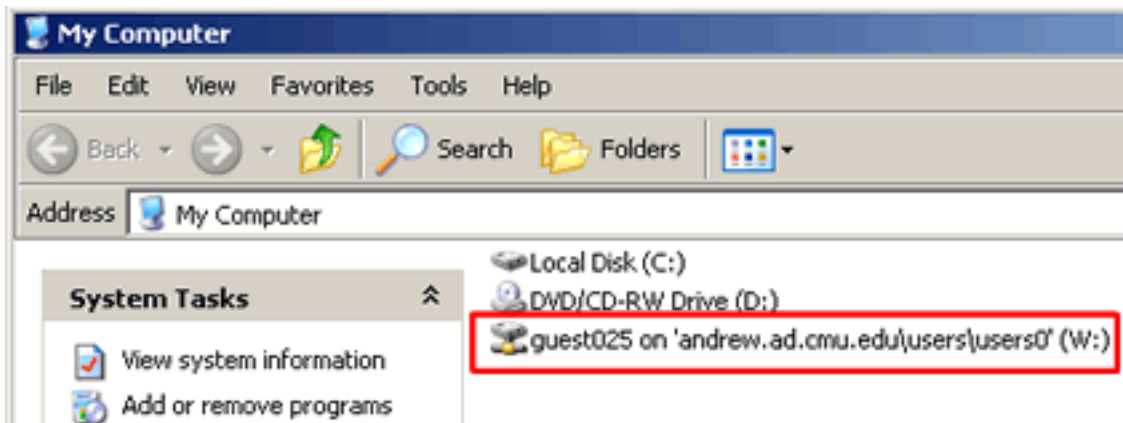 My Computer
File Edit View Favorites Tools Help
Back Search Folders
Address My Computer
Local Disk (C:)
DVD/CD-RW Drive (D:)
guest025 on 'andrew.ad.cmu.edu\users\users0' (W:)
System Tasks
View system information
Add or remove programs